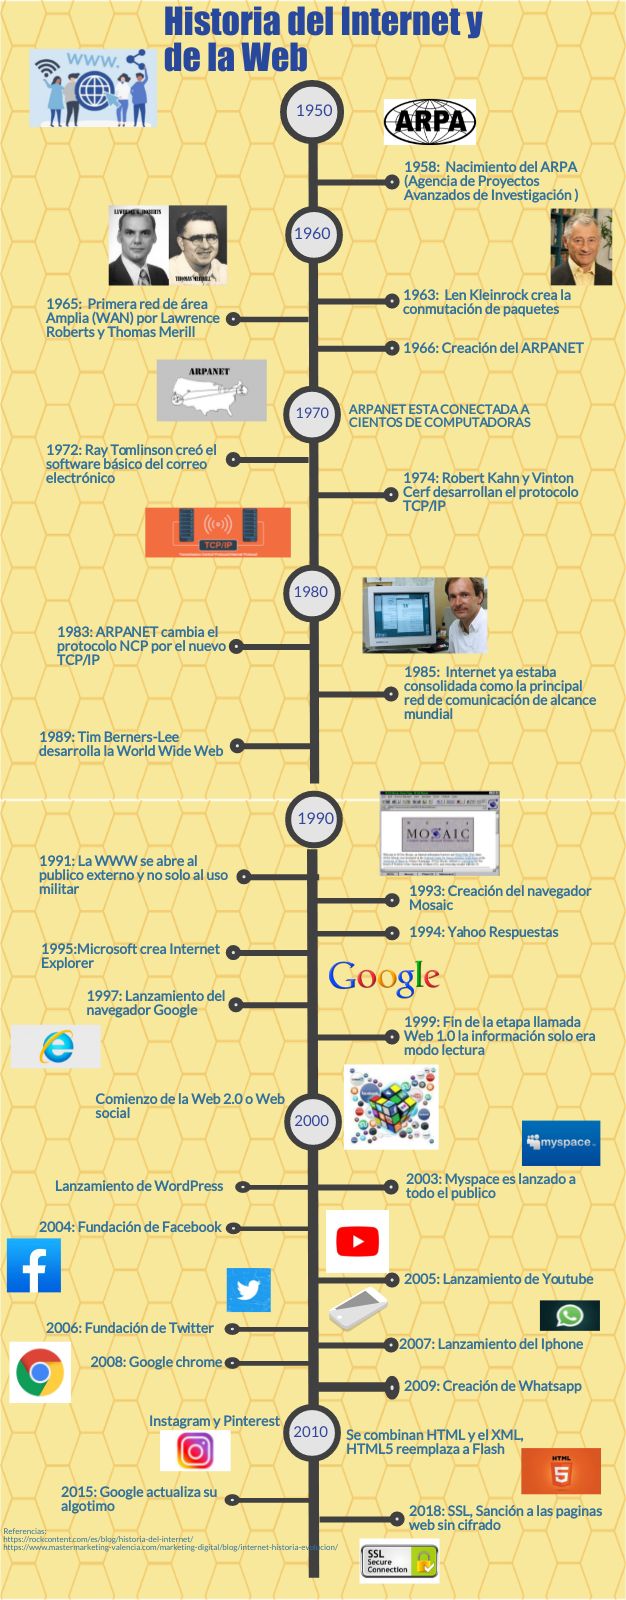 Historia del Internet y
de la Web
WWW.
1950
ARPA
1958:  Nacimiento del ARPA
(Agencia de Proyectos
Avanzados de Investigación )
LAWRENCE G. ROBERTS
THOMAS MERRILL
1960
1963:  Len Kleinrock crea la
conmutación de paquetes
1965:  Primera red de área
Amplia (WAN) por Lawrence
Roberts y Thomas Merill
1966: Creación del ARPANET
ARPANET
1970
ARPANET ESTA CONECTADA A
CIENTOS DE COMPUTADORAS
1972: Ray Tomlinson creó el
software básico del correo
electrónico
1974: Robert Kahn y Vinton
Cerf desarrollan el protocolo
TCP/IP
TCP/IP
1980
1983: ARPANET cambia el
protocolo NCP por el nuevo
TCP/IP
1985:  Internet ya estaba
consolidada como la principal
red de comunicación de alcance
mundial
1989: Tim Berners-Lee
desarrolla la World Wide Web
1990
MOSAIC
1991: La WWW se abre al
publico externo y no solo al uso
militar
1993: Creación del navegador
Mosaic
1994: Yahoo Respuestas
1995:Microsoft crea Internet
Explorer
Google
1997: Lanzamiento del
navegador Google
1999: Fin de la etapa llamada
Web 1.0 la información solo era
modo lectura
Comienzo de la Web 2.0 o Web
social
2000
myspace
Lanzamiento de WordPress
2003: Myspace es lanzado a
todo el publico
2004: Fundación de Facebook
2005: Lanzamiento de Youtube
2006: Fundación de Twitter
2007: Lanzamiento del Iphone
2008: Google chrome
2009: Creación de Whatsapp
Instagram y Pinterest
2010
Se combinan HTML y el XML,
HTML5 reemplaza a Flash
HTML
5
2015: Google actualiza su
algotimo
2018: SSL, Sanción a las paginas
web sin cifrado
Referencias:
https://rockcontent.com/es/blog/historia-del-internet/
https://www.mastermarketing-valencia.com/marketing-digital/blog/internet-historia-evolucion/
SSL
Secure
Connection